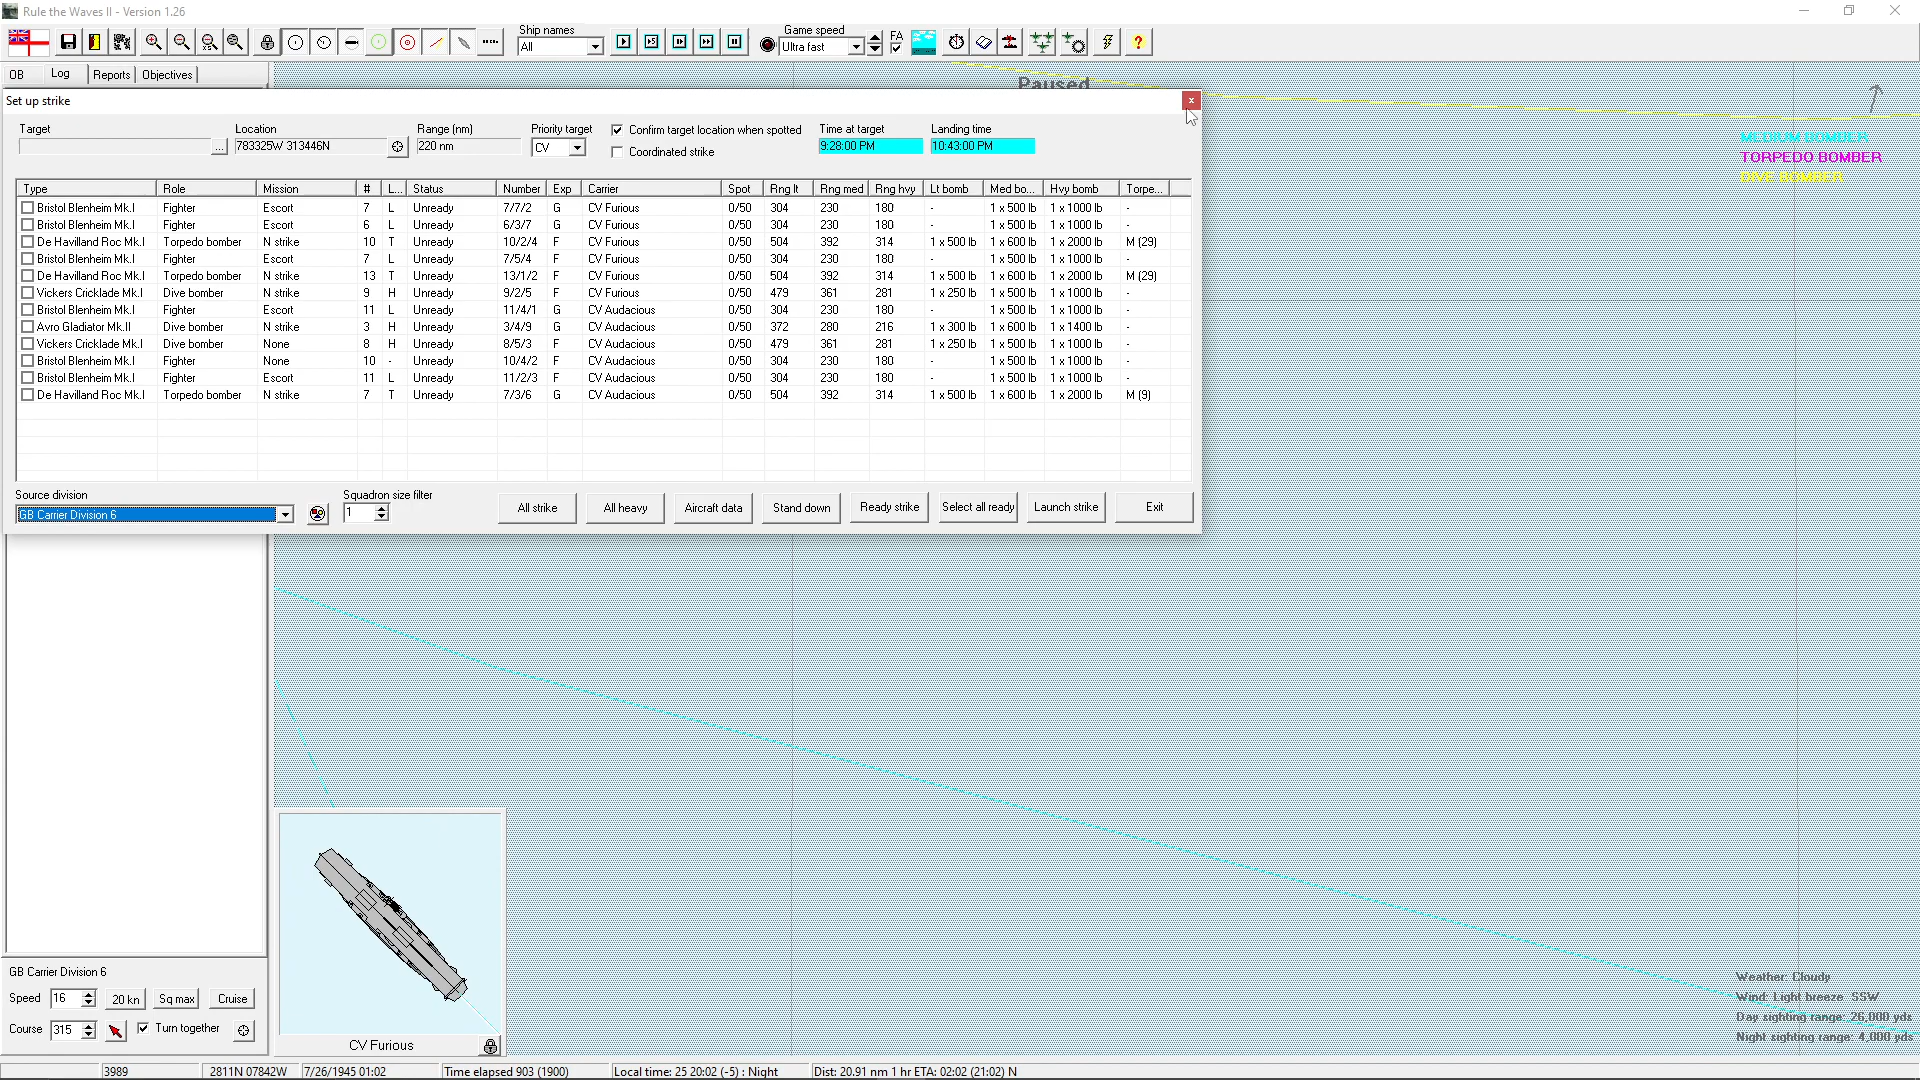 Rule the Waves II - Version 1.26
Ship names
All
Game speed
Ultra fast
FA
OB Log Reports Objectives
Paused
Set up strike
Target Location Range (nm) Priority target Confirm target location when spotted Time at target Landing time
... 783325W 313446N 220 nm CV Coordinated strike 9:28:00 PM 10:43:00 PM
MEDIUM BOMBER
TORPEDO BOMBER
DIVE BOMBER
Type Role Mission # L... Status Number Exp Carrier Spot Rng lt Rng med Rng hvy Lt bomb Med bo... Hvy bomb Torpe...
Bristol Blenheim Mk.I Fighter Escort 7 L Unready 7/7/2 G CV Furious 0/50 304 230 180 - 1 x 500 lb 1 x 1000 lb -
Bristol Blenheim Mk.I Fighter Escort 6 L Unready 6/3/7 G CV Furious 0/50 304 230 180 - 1 x 500 lb 1 x 1000 lb -
De Havilland Roc Mk.I Torpedo bomber N strike 10 T Unready 10/2/4 F CV Furious 0/50 504 392 314 1 x 500 lb 1 x 600 lb 1 x 2000 lb M (29)
Bristol Blenheim Mk.I Fighter Escort 7 L Unready 7/5/4 F CV Furious 0/50 304 230 180 - 1 x 500 lb 1 x 1000 lb -
De Havilland Roc Mk.I Torpedo bomber N strike 13 T Unready 13/1/2 F CV Furious 0/50 504 392 314 1 x 500 lb 1 x 600 lb 1 x 2000 lb M (29)
Vickers Cricklade Mk.I Dive bomber N strike 9 H Unready 9/2/5 F CV Furious 0/50 479 361 281 1 x 250 lb 1 x 500 lb 1 x 1000 lb -
Bristol Blenheim Mk.I Fighter Escort 11 L Unready 11/4/1 G CV Audacious 0/50 304 230 180 - 1 x 500 lb 1 x 1000 lb -
Avro Gladiator Mk.II Dive bomber N strike 3 H Unready 3/4/9 G CV Audacious 0/50 372 280 216 1 x 300 lb 1 x 600 lb 1 x 1400 lb -
Vickers Cricklade Mk.I Dive bomber None 8 H Unready 8/5/3 F CV Audacious 0/50 479 361 281 1 x 250 lb 1 x 500 lb 1 x 1000 lb -
Bristol Blenheim Mk.I Fighter None 10 - Unready 10/4/2 F CV Audacious 0/50 304 230 180 - 1 x 500 lb 1 x 1000 lb -
Bristol Blenheim Mk.I Fighter Escort 11 L Unready 11/2/3 F CV Audacious 0/50 304 230 180 - 1 x 500 lb 1 x 1000 lb -
De Havilland Roc Mk.I Torpedo bomber N strike 7 T Unready 7/3/6 G CV Audacious 0/50 504 392 314 1 x 500 lb 1 x 600 lb 1 x 2000 lb M (9)
Source division Squadron size filter
GB Carrier Division 6 1 All strike All heavy Aircraft data Stand down Ready strike Select all ready Launch strike Exit
GB Carrier Division 6
Speed 16 20 kn Sq max Cruise
Course 315 Turn together
CV Furious
Weather: Cloudy
Wind: Light breeze SSW
Day sighting range: 26,000 yds
Night sighting range: 4,000 yds
3989 2811N 07842W 7/26/1945 01:02 Time elapsed 903 (1900) Local time: 25 20:02 (-5) : Night Dist: 20.91 nm 1 hr ETA: 02:02 (21:02) N